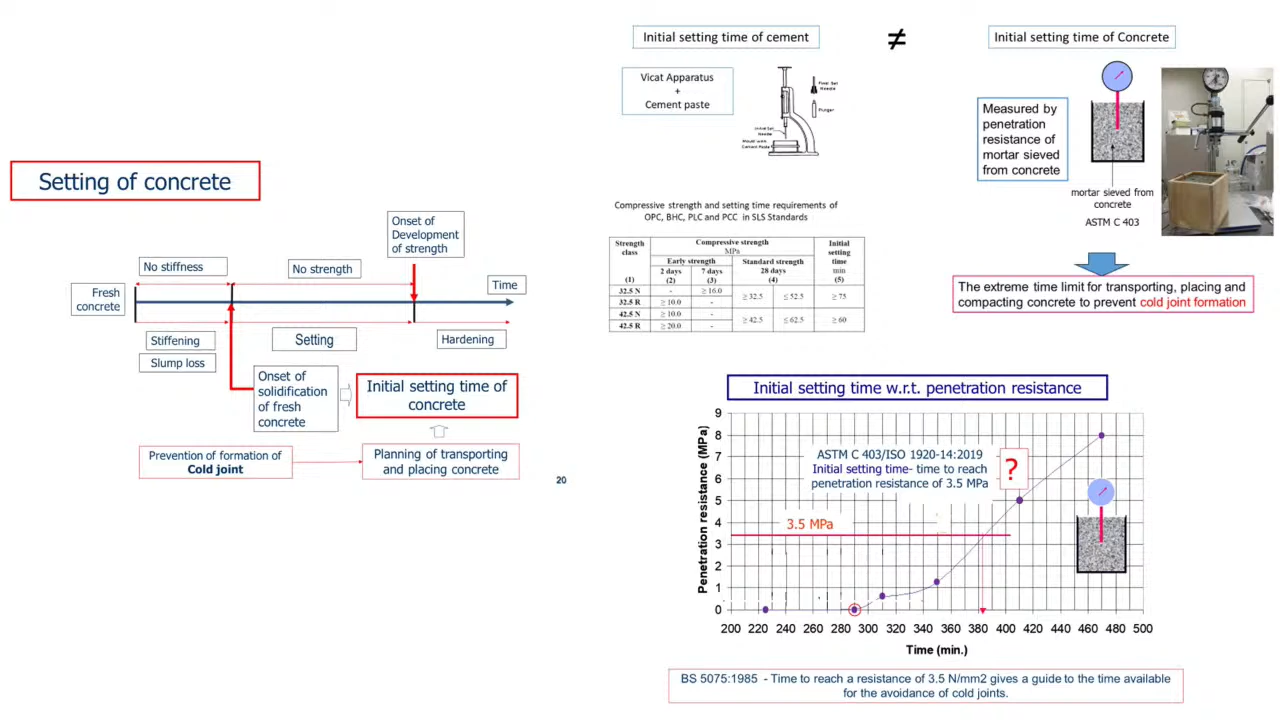 Setting of concrete
Onset of
Development
of strength
No stiffness
No strength
Time
Fresh
concrete
Stiffening
Setting
Hardening
Slump loss
Onset of
solidification
of fresh
concrete
Initial setting time of
concrete
Prevention of formation of
Cold joint
Planning of transporting
and placing concrete
20
Initial setting time of cement
≠
Initial setting time of Concrete
Vicat Apparatus
+
Cement paste
Final Set
Needle
Plunger
Initial Set
Needle
Mould with
Cement Paste
Measured by
penetration
resistance of
mortar sieved
from concrete
mortar sieved from
concrete
ASTM C 403
The extreme time limit for transporting, placing and
compacting concrete to prevent cold joint formation
Compressive strength and setting time requirements of
OPC, BHC, PLC and PCC in SLS Standards
Strength
class
(1)
Compressive strength
MPa
Initial
setting
time
min
(5)
Early strength
Standard strength
28 days
(4)
2 days
(2)
7 days
(3)
32.5 N - ≥ 16.0 ≥ 32.5 ≤ 52.5 ≥ 75
32.5 R ≥ 10.0 -
42.5 N ≥ 10.0 - ≥ 42.5 ≤ 62.5 ≥ 60
42.5 R ≥ 20.0 -
Initial setting time w.r.t. penetration resistance
Penetration resistance (MPa)
9
8
7
6
5
4
3
2
1
0
ASTM C 403/ISO 1920-14:2019
Initial setting time- time to reach
penetration resistance of 3.5 MPa
?
3.5 MPa
200 220 240 260 280 300 320 340 360 380 400 420 440 460 480 500
Time (min.)
BS 5075:1985 - Time to reach a resistance of 3.5 N/mm2 gives a guide to the time available
for the avoidance of cold joints.